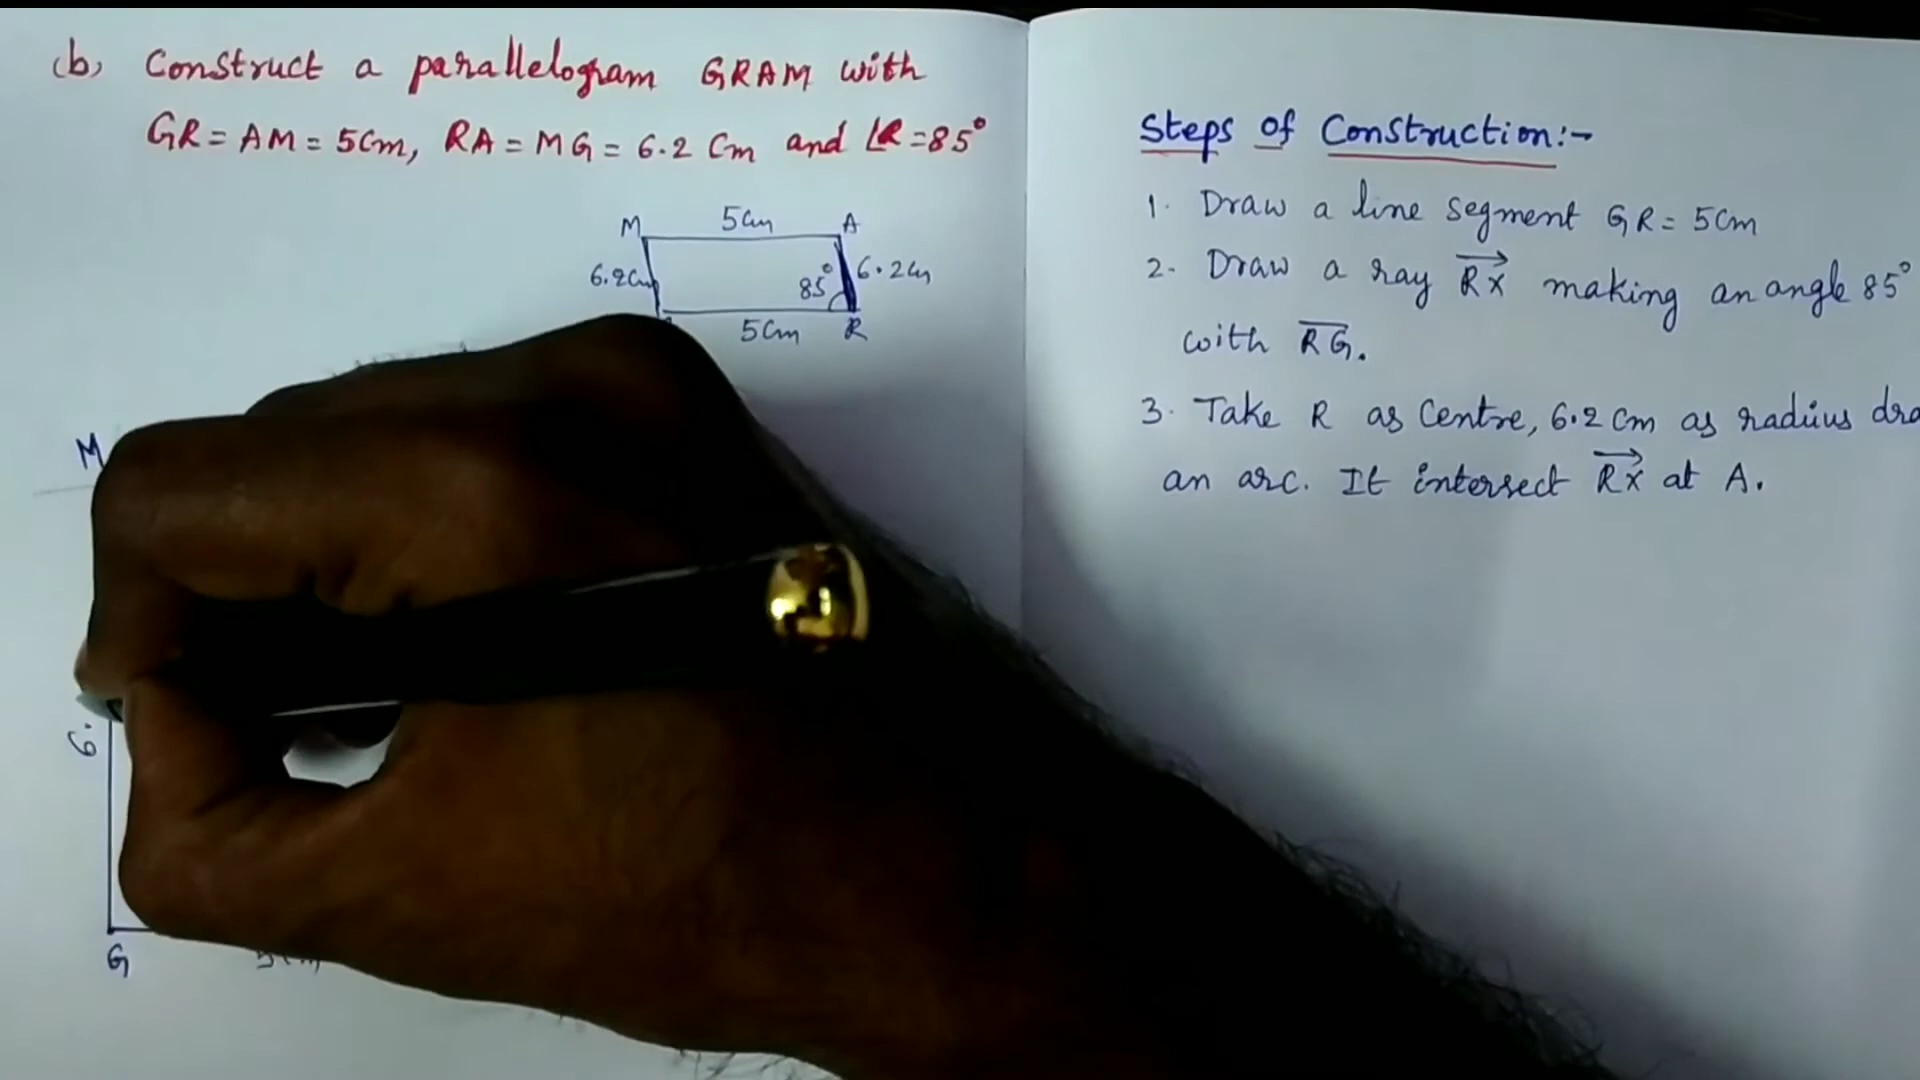 (b) Construct a parallelogram GRAM with
GR = AM = 5cm, RA = MG = 6.2 cm and ∠R = 85°
M 5cm A
6.2cm 85° 6.2cm
5cm R
M
6.
G 5cm
Steps of Construction:-
1. Draw a line segment GR = 5cm
2. Draw a ray RX making an angle 85°
with RG.
3. Take R as Centre, 6.2 cm as radius
an arc. It intersect RX at A.